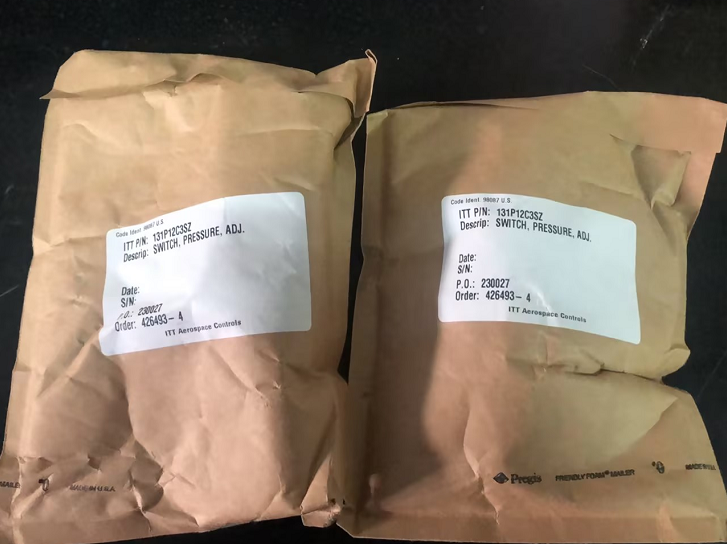 Code Ident. 98087 U.S.
ITT P/N: 131P12C3SZ
Descrip: SWITCH, PRESSURE, ADJ.
Date:
S/N:
P.O.: 230027
Order: 426493- 4
ITT Aerospace Controls
Code Ident. 98087 U.S.
ITT P/N: 131P12C3SZ
Descrip: SWITCH, PRESSURE, ADJ.
Date:
S/N:
P.O.: 230027
Order: 426493- 4
ITT Aerospace Controls
MAILER MADE IN U.S.A.
Pregis FRIENDLY FOAM® MAILER MADE IN U.S.